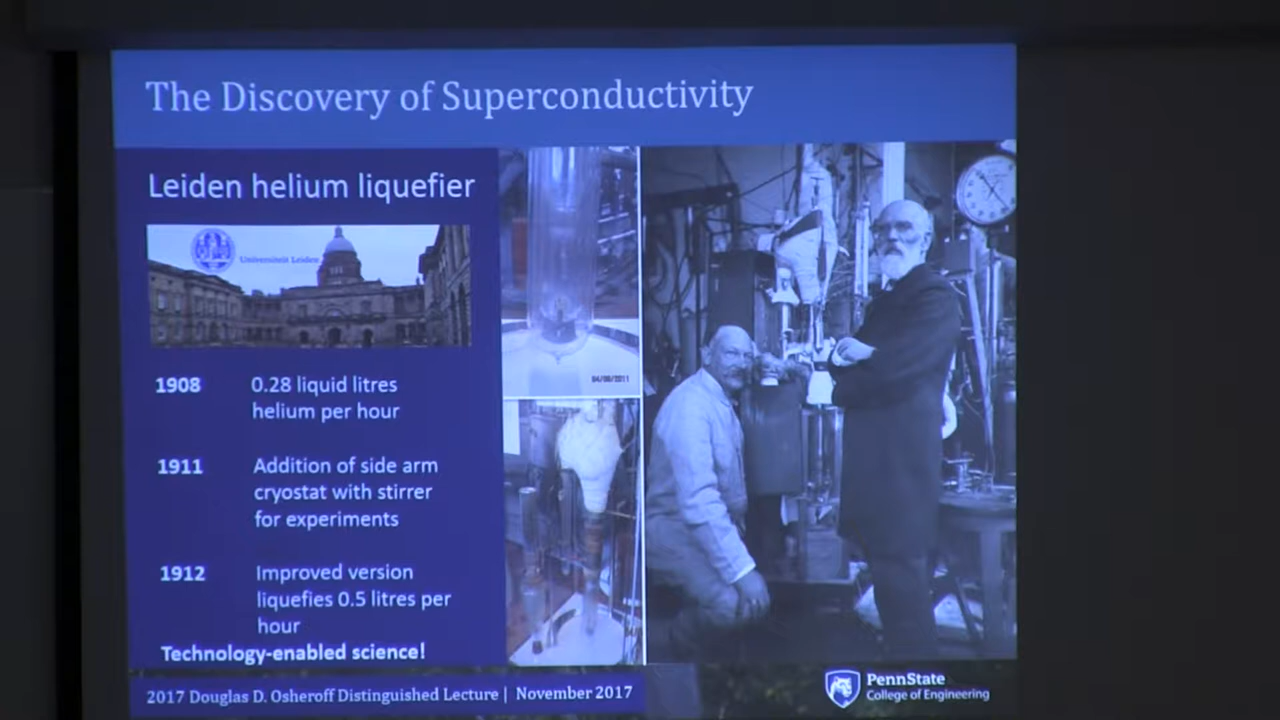 The Discovery of Superconductivity
Leiden helium liquefier
Universiteit Leiden
1908 0.28 liquid litres
helium per hour
1911 Addition of side arm
cryostat with stirrer
for experiments
1912 Improved version
liquefies 0.5 litres per
hour
Technology-enabled science!
04/08/2011
2017 Douglas D. Osheroff Distinguished Lecture | November 2017
PennState
College of Engineering